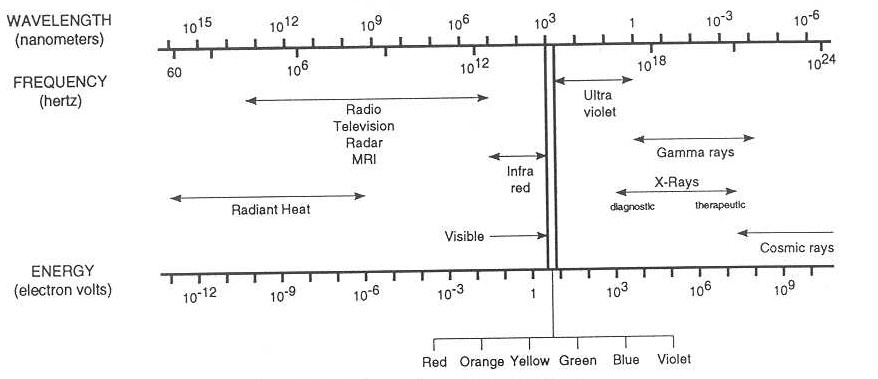 WAVELENGTH
(nanometers)
10^15 10^12 10^9 10^6 10^3 1 10^-3 10^-6
60 10^6 10^12 10^18 10^24
FREQUENCY
(hertz)
Radio
Television
Radar
MRI
Ultra
violet
Infra
red
Gamma rays
X-Rays
diagnostic therapeutic
Radiant Heat
Visible
Cosmic rays
ENERGY
(electron volts)
10^-12 10^-9 10^-6 10^-3 1 10^3 10^6 10^9
Red Orange Yellow Green Blue Violet